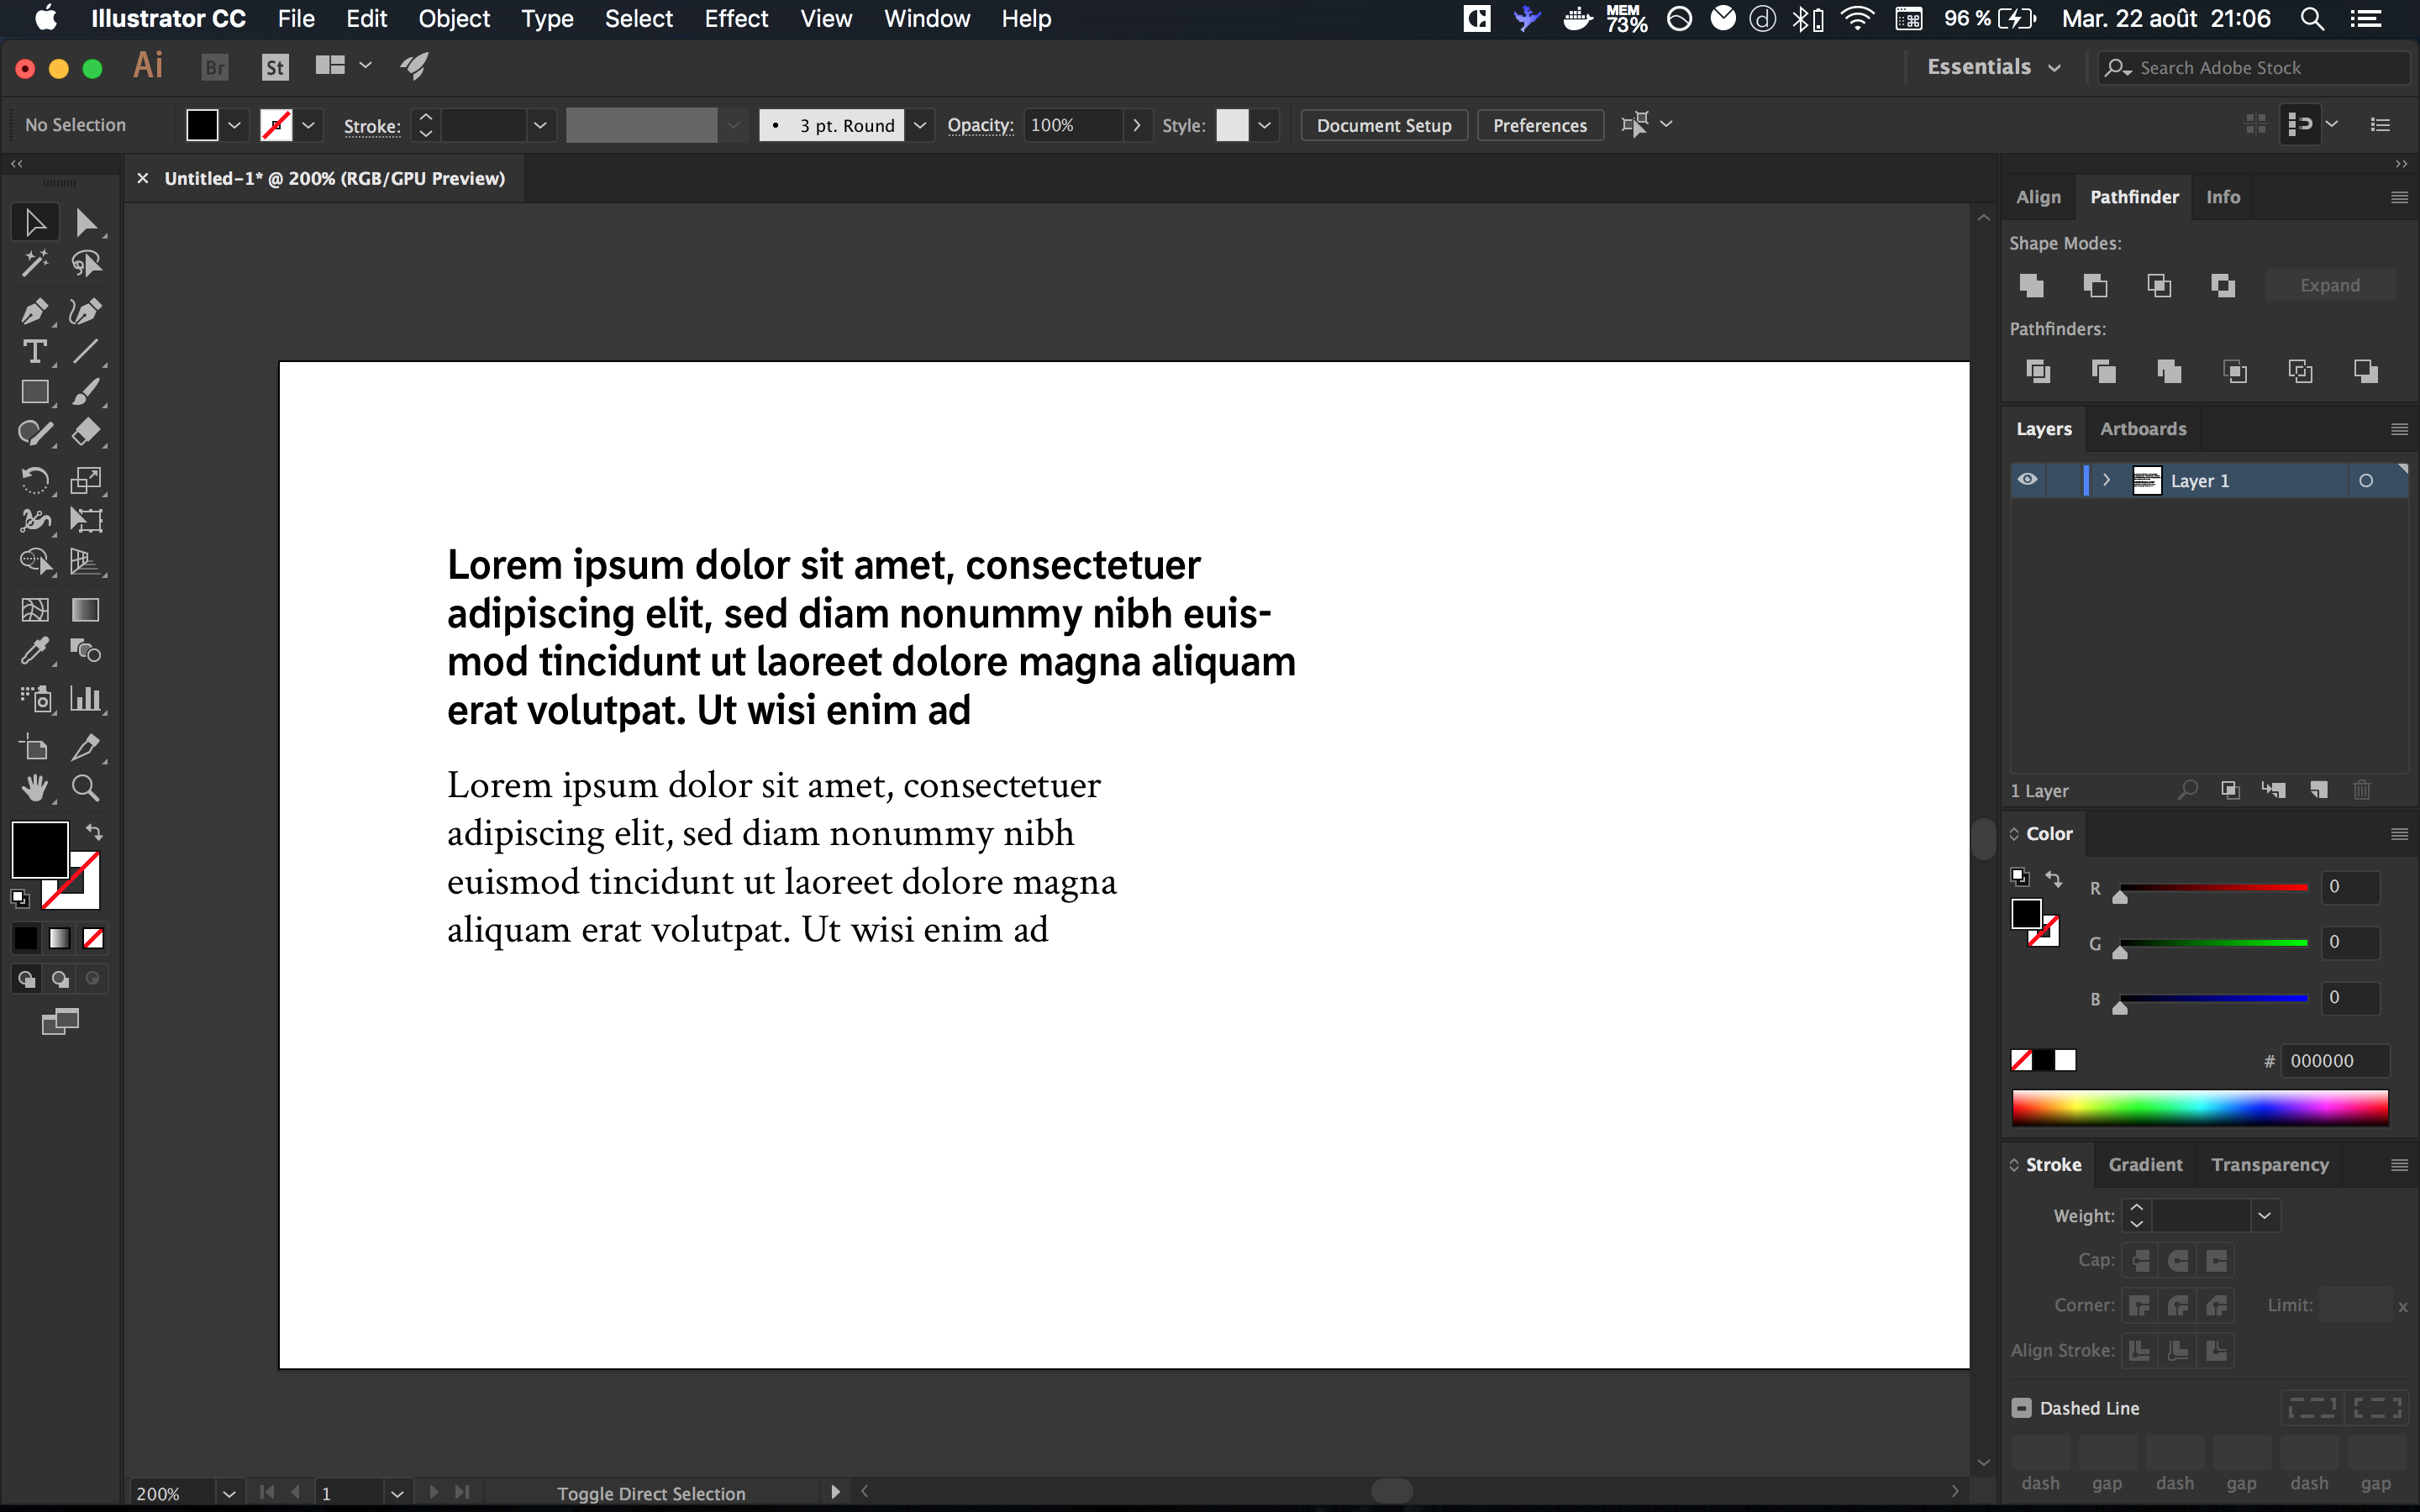 Illustrator CC File Edit Object Type Select Effect View Window Help MEM 73% 96 % Mar. 22 août 21:06
Ai Br St Essentials Search Adobe Stock
No Selection Stroke: 3 pt. Round Opacity: 100% Style: Document Setup Preferences
Untitled-1* @ 200% (RGB/GPU Preview)
Align Pathfinder Info
Shape Modes:
Expand
Pathfinders:
Layers Artboards
Layer 1
Lorem ipsum dolor sit amet, consectetuer
adipiscing elit, sed diam nonummy nibh euis-
mod tincidunt ut laoreet dolore magna aliquam
erat volutpat. Ut wisi enim ad
Lorem ipsum dolor sit amet, consectetuer
adipiscing elit, sed diam nonummy nibh
euismod tincidunt ut laoreet dolore magna
aliquam erat volutpat. Ut wisi enim ad
1 Layer
Color
R 0
G 0
B 0
# 000000
Stroke Gradient Transparency
Weight:
Cap:
Corner: Limit: x
Align Stroke:
Dashed Line
dash gap dash gap dash gap
200% 1 Toggle Direct Selection